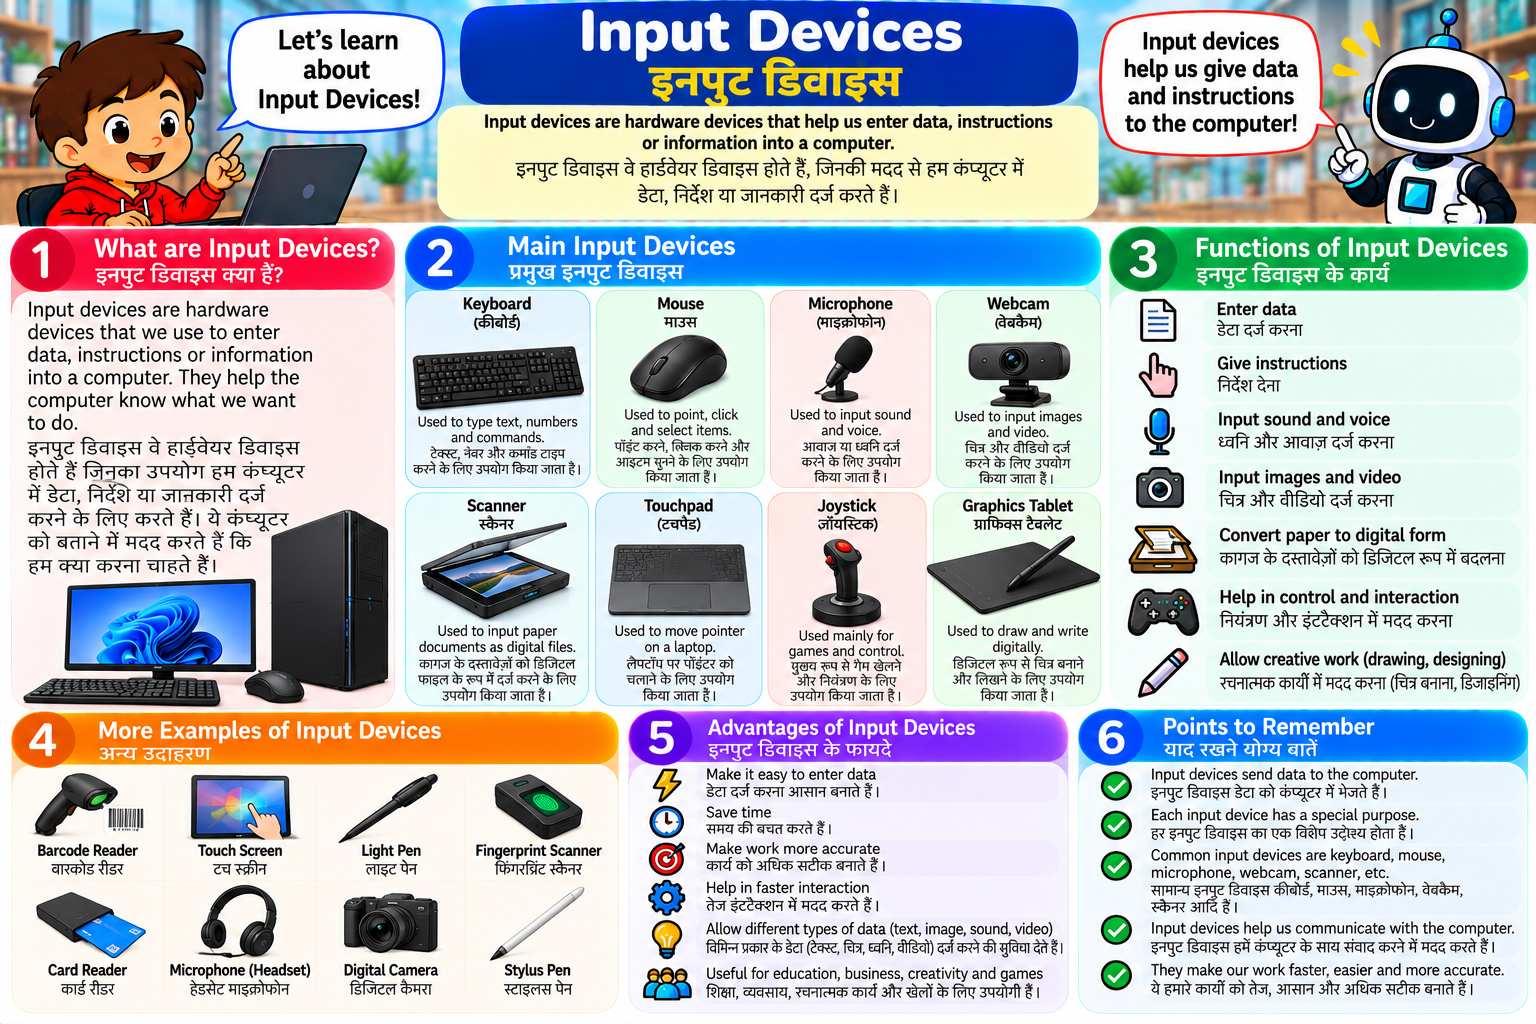 Let's learn
about
Input Devices!
Input Devices
इनपुट डिवाइस
Input devices are hardware devices that help us enter data, instructions
or information into a computer.
इनपुट डिवाइस वे हार्डवेयर डिवाइस होते हैं, जिनकी मदद से हम कंप्यूटर में
डेटा, निर्देश या जानकारी दर्ज करते हैं।
Input devices
help us give data
and instructions
to the computer!
1
What are Input Devices?
इनपुट डिवाइस क्या हैं?
Input devices are hardware
devices that we use to enter
data, instructions or information
into a computer. They help the
computer know what we want
to do.
इनपुट डिवाइस वे हार्ड्वेयर डिवाइस
होते हैं जिनका उपयोग हम कंप्यूटर
में डेटा, निर्देश या जानकारी दर्ज
करने के लिए करते हैं। ये कंप्यूटर
को बताने में मदद करते हैं कि
हम क्या करना चाहते हैं।
2
Main Input Devices
प्रमुख इनपुट डिवाइस
Keyboard
(कीबोर्ड)
Used to type text, numbers
and commands.
टेक्स्ट, नंबर और कमांड टाइप
करने के लिए उपयोग किया जाता है।
Mouse
माउस
Used to point, click
and select items.
पॉइंट करने, क्लिक करने और
आइटम चुनने के लिए उपयोग
किया जाता है।
Microphone
(माइक्रोफोन)
Used to input sound
and voice.
आवाज या ध्वनि दर्ज
करने के लिए उपयोग
किया जाता है।
Webcam
(वेबकैम)
Used to input images
and video.
चित्र और वीडियो दर्ज
करने के लिए उपयोग
किया जाता है।
Scanner
स्कैनर
Used to input paper
documents as digital files.
कागज के दस्तावेज़ों को डिजिटल
फाइल के रूप में दर्ज करने के लिए
उपयोग किया जाता है।
Touchpad
(टचपैड)
Used to move pointer
on a laptop.
लैपटॉप पर पॉइंटर को
चलाने के लिए उपयोग
किया जाता है।
Joystick
(जॉयस्टिक)
Used mainly for
games and control.
रूप से गेम खेलने
और नियंत्रण के लिए
उपयोग किया जाता है।
Graphics Tablet
ग्राफिक्स टैबलेट
Used to draw and write
digitally.
डिजिटल रूप से चित्र बनाने
और लिखने के लिए उपयोग
किया जाता है।
3
Functions of Input Devices
इनपुट डिवाइस के कार्य
Enter data
डेटा दर्ज करना
Give instructions
निर्देश देना
Input sound and voice
ध्वनि और आवाज़ दर्ज करना
Input images and video
चित्र और वीडियो दर्ज करना
Convert paper to digital form
कागज के दस्तावेज़ों को डिजिटल रूप में बदलना
Help in control and interaction
नियंत्रण और इंटरैक्शन में मदद करना
Allow creative work (drawing, designing)
रचनात्मक कार्यों में मदद करना (चित्र बनाना, डिजाइनिंग)
4
More Examples of Input Devices
अन्य उदाहरण
Barcode Reader
बारकोड रीडर
Touch Screen
टच स्क्रीन
Light Pen
लाइट पेन
Fingerprint Scanner
फिंगरप्रिंट स्कैनर
Card Reader
कार्ड रीडर
Microphone (Headset)
हेडसेट माइक्रोफोन
Digital Camera
डिजिटल कैमरा
Stylus Pen
स्टाइलस पेन
5
Advantages of Input Devices
इनपुट डिवाइस के फायदे
Make it easy to enter data
डेटा दर्ज करना आसान बनाते हैं।
Save time
समय की बचत करते हैं।
Make work more accurate
कार्य को अधिक सटीक बनाते हैं।
Help in faster interaction
तेज इंटरैक्शन में मदद करते हैं।
Allow different types of data (text, image, sound, video)
विभिन्न प्रकार के डेटा (टेक्स्ट, चित्र, ध्वनि, वीडियो) दर्ज करने की सुविधा देते हैं।
Useful for education, business, creativity and games
शिक्षा, व्यवसाय, रचनात्मक कार्य और खेलों के लिए उपयोगी हैं।
6
Points to Remember
याद रखने योग्य बातें
Input devices send data to the computer.
इनपुट डिवाइस डेटा को कंप्यूटर में भेजते हैं।
Each input device has a special purpose.
हर इनपुट डिवाइस का एक विशेष उद्देश्य होता है।
Common input devices are keyboard, mouse,
microphone, webcam, scanner, etc.
सामान्य इनपुट डिवाइस कीबोर्ड, माउस, माइक्रोफोन, वेबकैम,
स्कैनर आदि हैं।
Input devices help us communicate with the computer.
इनपुट डिवाइस हमें कंप्यूटर के साथ संवाद करने में मदद करते हैं।
They make our work faster, easier and more accurate.
ये हमारे कार्यों को तेज, आसान और अधिक सटीक बनाते हैं।